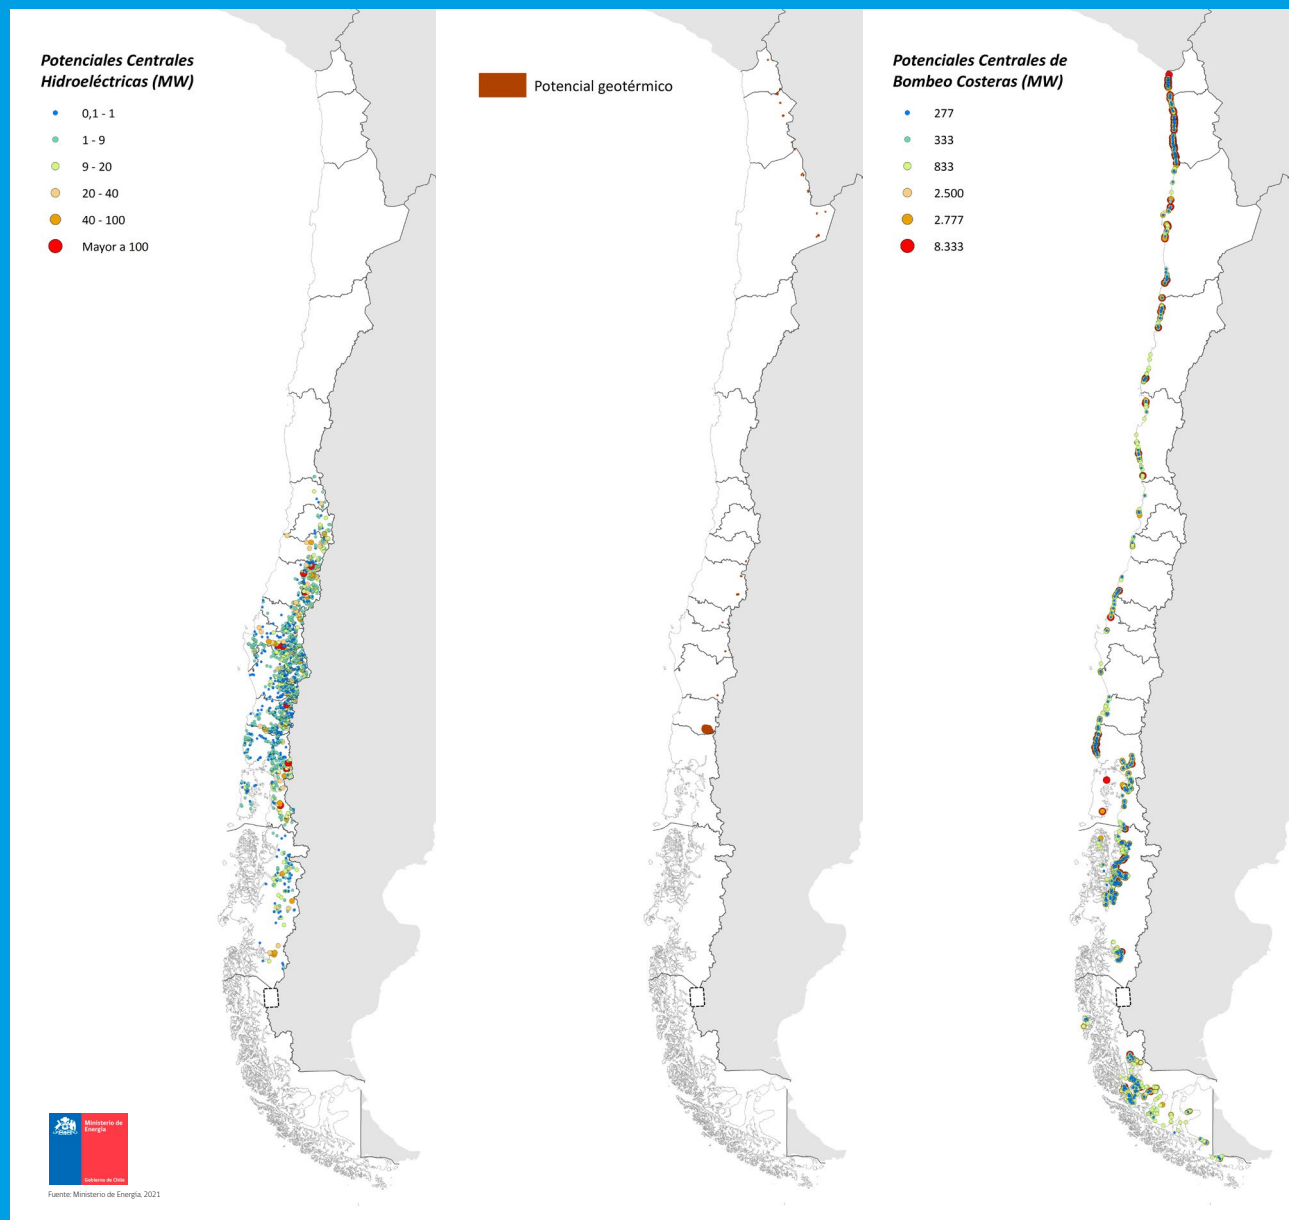 Potenciales Centrales
Hidroeléctricas (MW)
0,1 - 1
1 - 9
9 - 20
20 - 40
40 - 100
Mayor a 100
Potencial geotérmico
Potenciales Centrales de
Bombeo Costeras (MW)
277
333
833
2.500
2.777
8.333
Ministerio de
Energía
Gobierno de Chile
Fuente: Ministerio de Energía, 2021